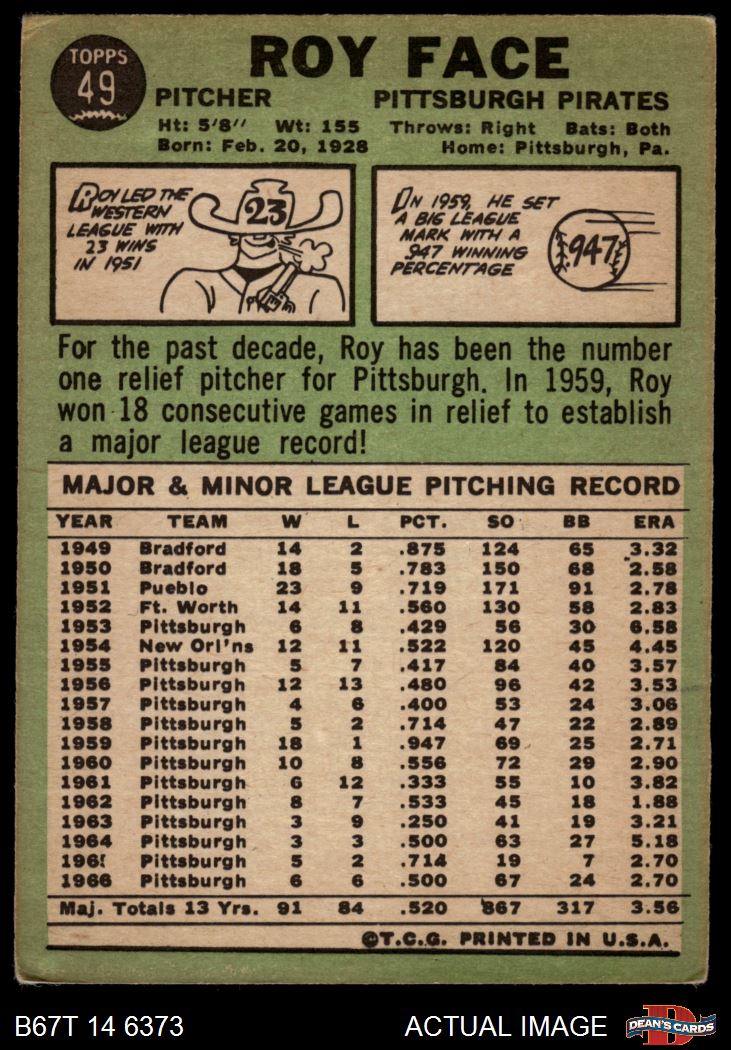 TOPPS
49
ROY FACE
PITCHER PITTSBURGH PIRATES
Ht: 5'8" Wt: 155 Throws: Right Bats: Both
Born: Feb. 20, 1928 Home: Pittsburgh, Pa.
ROY LED THE
WESTERN
LEAGUE WITH
23 WINS
IN 1951
23
IN 1959, HE SET
A BIG LEAGUE
MARK WITH A
.947 WINNING
PERCENTAGE
.947
For the past decade, Roy has been the number
one relief pitcher for Pittsburgh. In 1959, Roy
won 18 consecutive games in relief to establish
a major league record!
MAJOR & MINOR LEAGUE PITCHING RECORD
YEAR TEAM W L PCT. SO BB ERA
1949 Bradford 14 2 .875 124 65 3.32
1950 Bradford 18 5 .783 150 68 2.58
1951 Pueblo 23 9 .719 171 91 2.78
1952 Ft. Worth 14 11 .560 130 58 2.83
1953 Pittsburgh 6 8 .429 56 30 6.58
1954 New Orl'ns 12 11 .522 120 45 4.45
1955 Pittsburgh 5 7 .417 84 40 3.57
1956 Pittsburgh 12 13 .480 96 42 3.53
1957 Pittsburgh 4 6 .400 53 24 3.06
1958 Pittsburgh 5 2 .714 47 22 2.89
1959 Pittsburgh 18 1 .947 69 25 2.71
1960 Pittsburgh 10 8 .556 72 29 2.90
1961 Pittsburgh 6 12 .333 55 10 3.82
1962 Pittsburgh 8 7 .533 45 18 1.88
1963 Pittsburgh 3 9 .250 41 19 3.21
1964 Pittsburgh 3 3 .500 63 27 5.18
1965 Pittsburgh 5 2 .714 19 7 2.70
1966 Pittsburgh 6 6 .500 67 24 2.70
Maj. Totals 13 Yrs. 91 84 .520 867 317 3.56
©T.C.G. PRINTED IN U.S.A.
B67T 14 6373 ACTUAL IMAGE DEAN'S CARDS